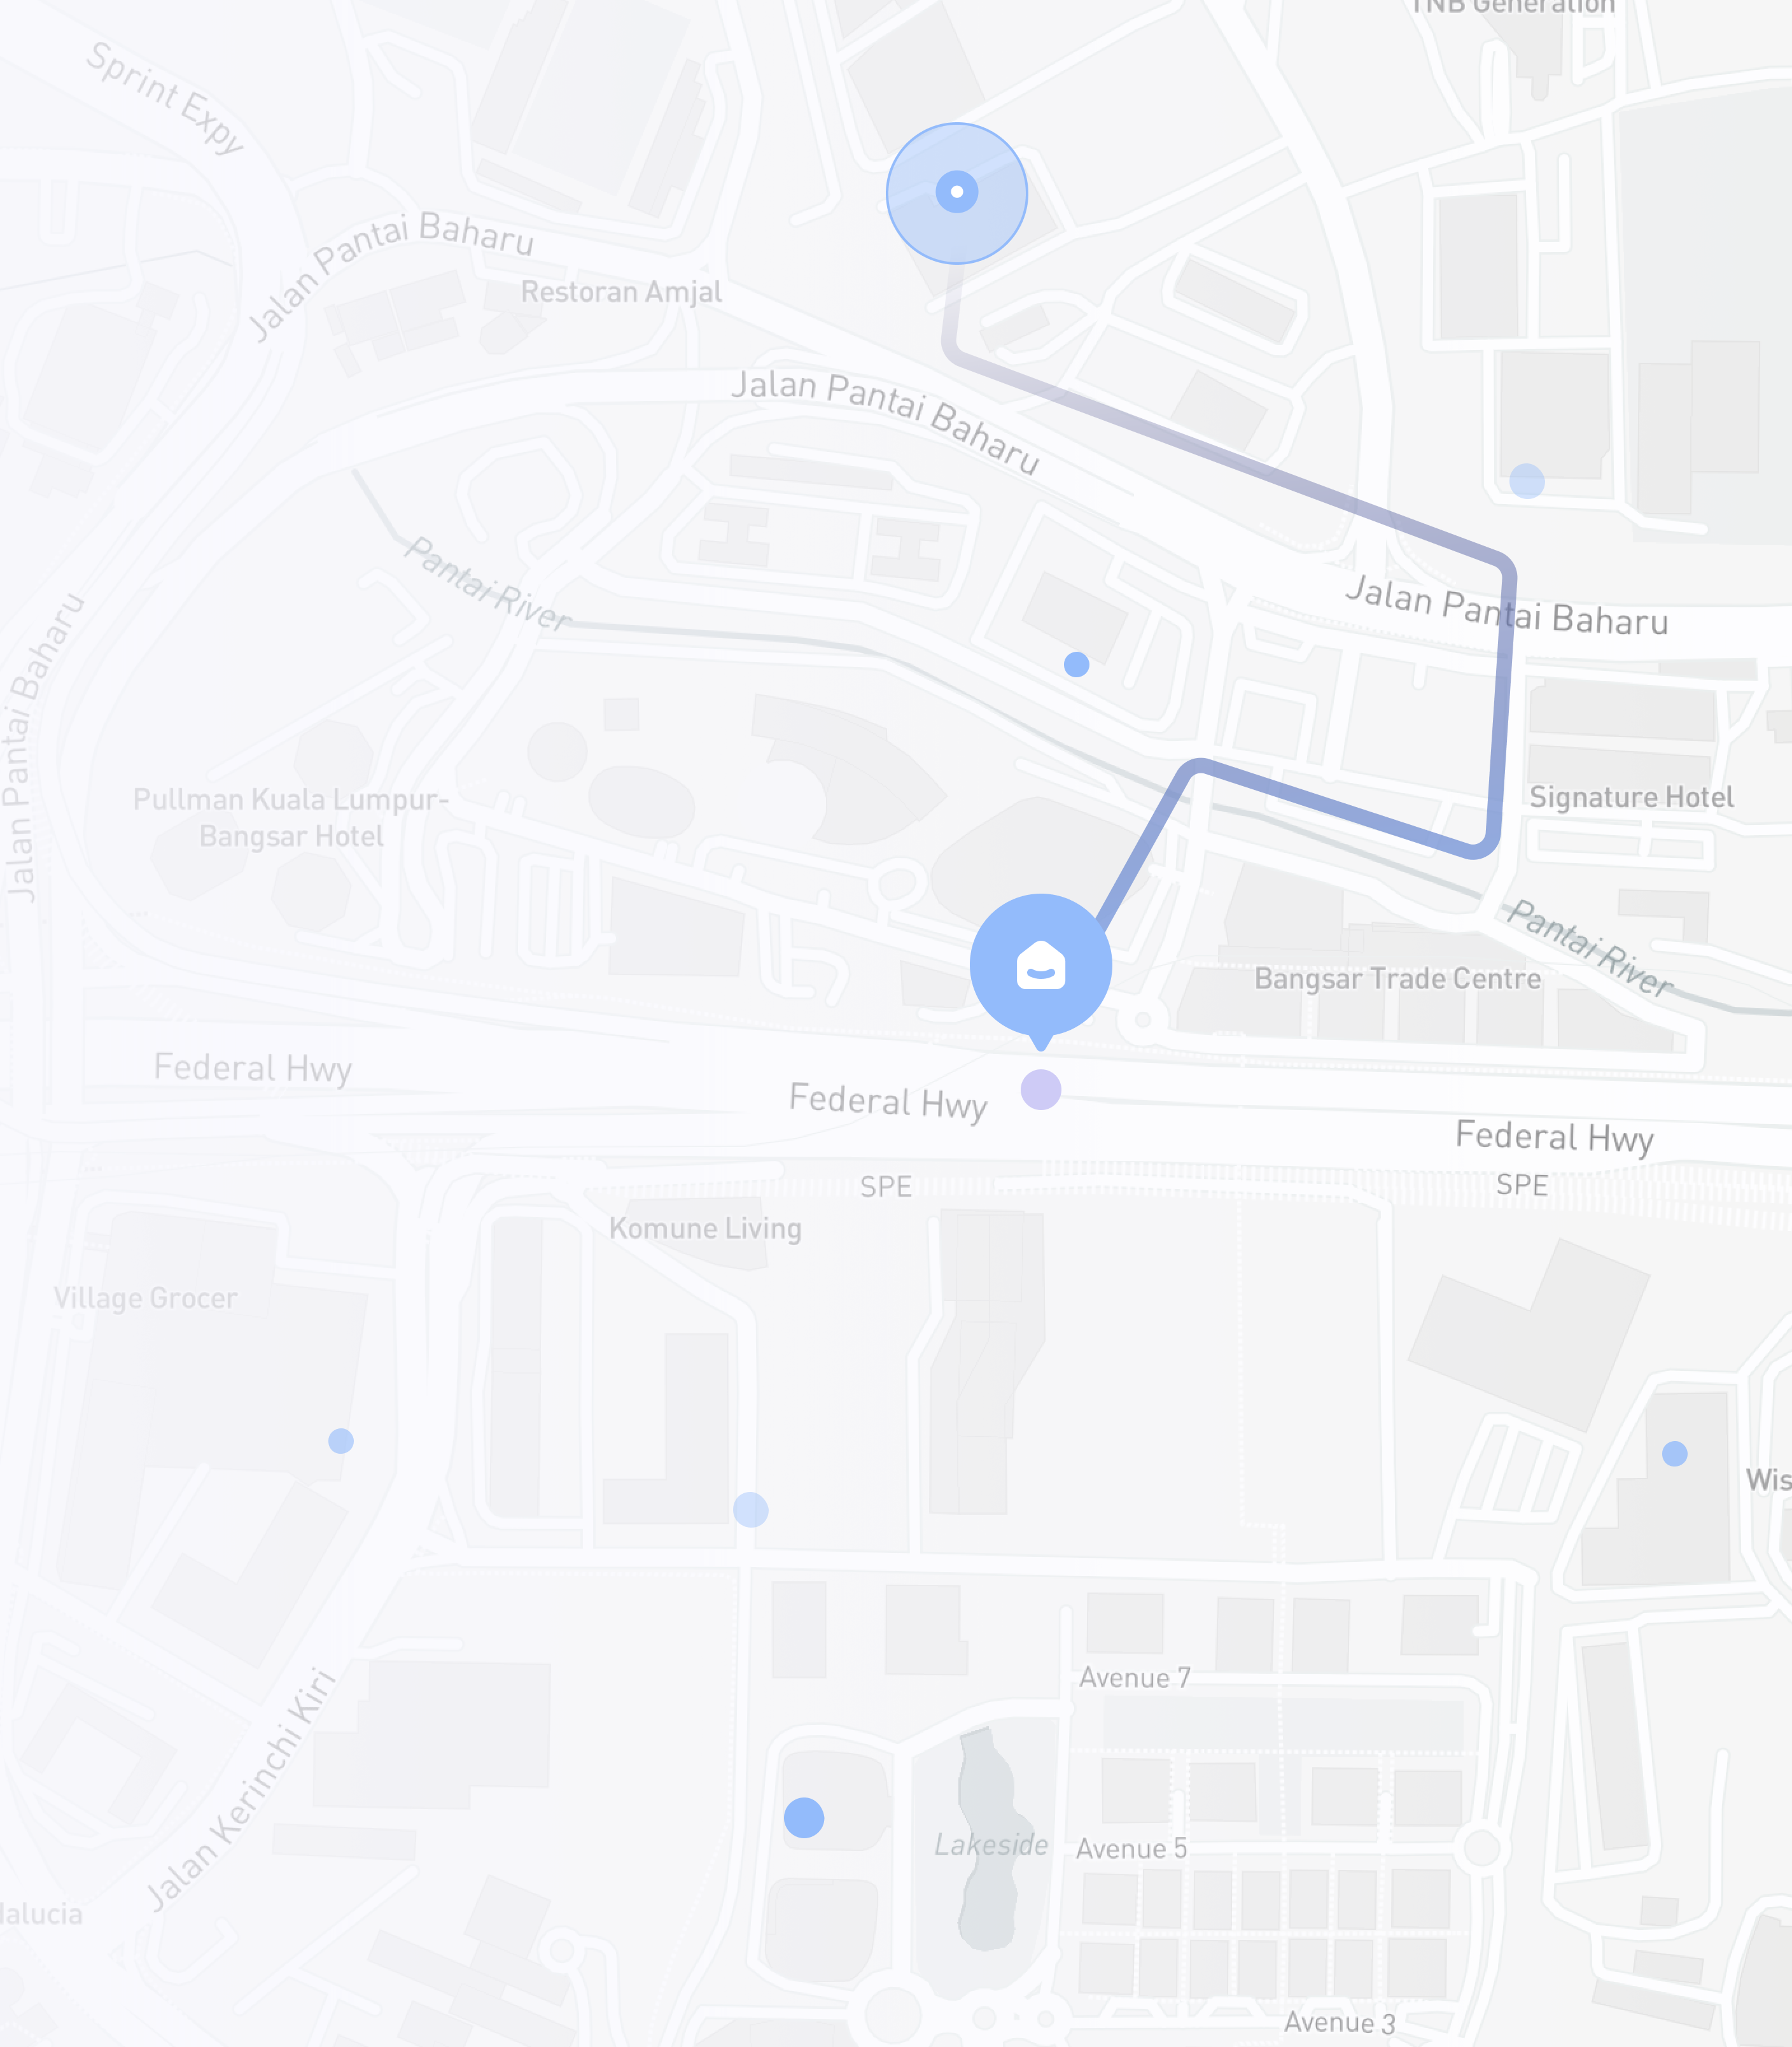 TNB Generation
Sprint Expy
Jalan Pantai Baharu
Restoran Amjal
Jalan Pantai Baharu
Pantai River
Jalan Pantai Baharu
Jalan Pantai Baharu
Pullman Kuala Lumpur-
Bangsar Hotel
Signature Hotel
Pantai River
Bangsar Trade Centre
Federal Hwy
Federal Hwy
Federal Hwy
SPE
SPE
Komune Living
Village Grocer
Wis
Avenue 7
Jalan Kerinchi Kiri
Lakeside
Avenue 5
alucia
Avenue 3